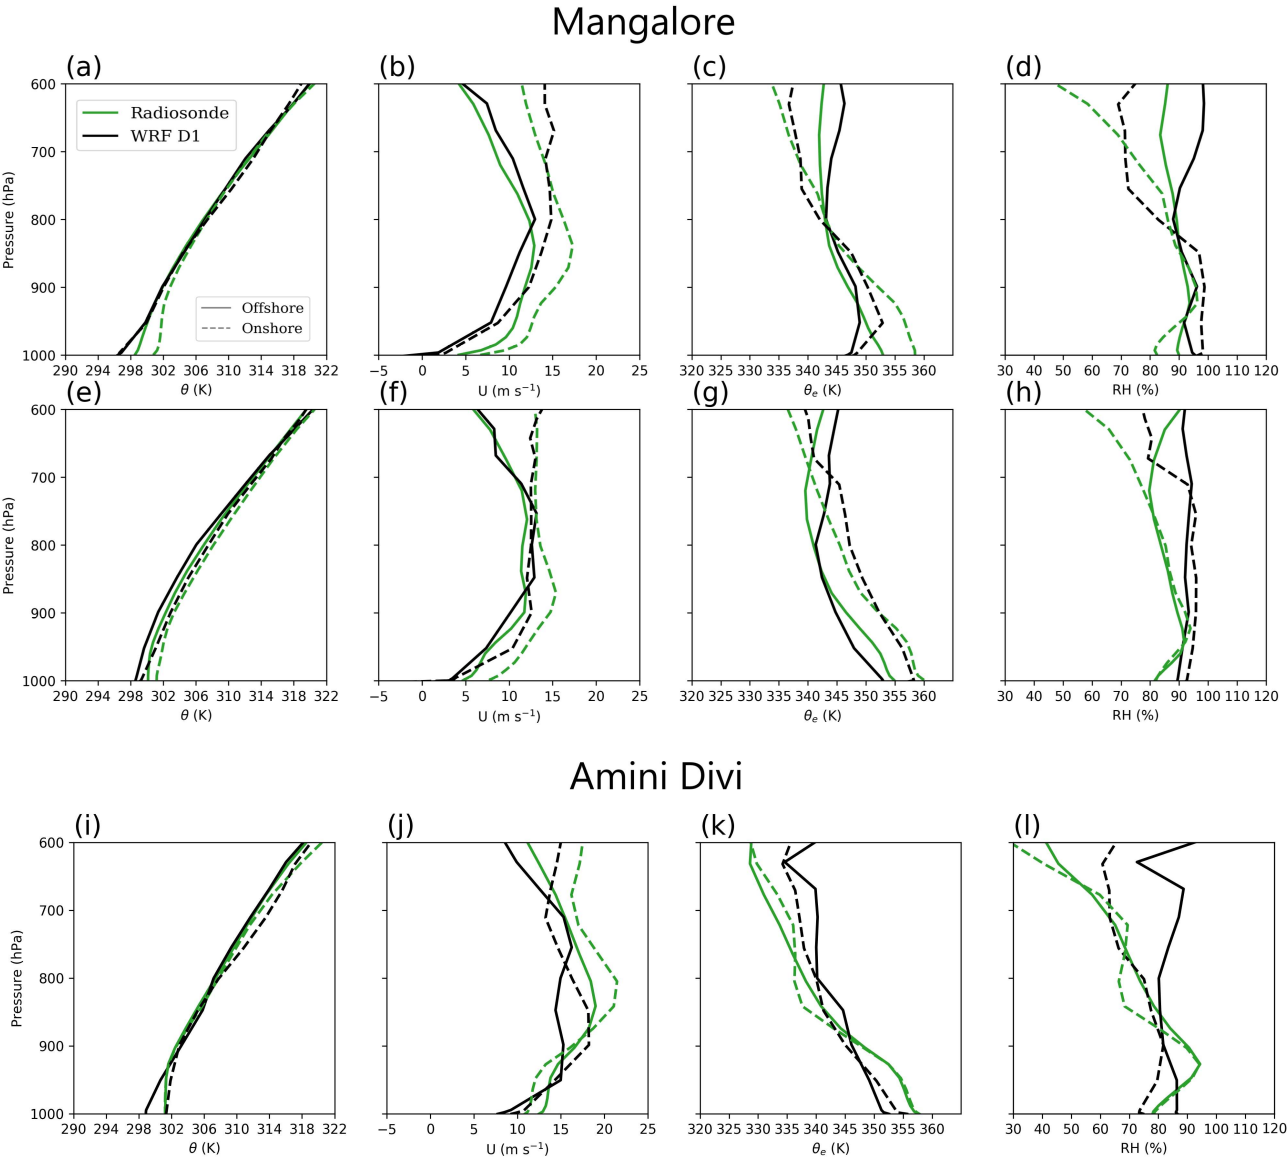 Mangalore
(a) (b) (c) (d)
600
700
800
900
1000
Pressure (hPa)
Radiosonde
WRF D1
Offshore
Onshore
290 294 298 302 306 310 314 318 322
θ (K)
−5 0 5 10 15 20 25
U (m s⁻¹)
320 325 330 335 340 345 350 355 360
θₑ (K)
30 40 50 60 70 80 90 100 110 120
RH (%)
(e) (f) (g) (h)
600
700
800
900
1000
Pressure (hPa)
290 294 298 302 306 310 314 318 322
θ (K)
−5 0 5 10 15 20 25
U (m s⁻¹)
320 325 330 335 340 345 350 355 360
θₑ (K)
30 40 50 60 70 80 90 100 110 120
RH (%)
Amini Divi
(i) (j) (k) (l)
600
700
800
900
1000
Pressure (hPa)
290 294 298 302 306 310 314 318 322
θ (K)
−5 0 5 10 15 20 25
U (m s⁻¹)
320 325 330 335 340 345 350 355 360
θₑ (K)
30 40 50 60 70 80 90 100 110 120
RH (%)